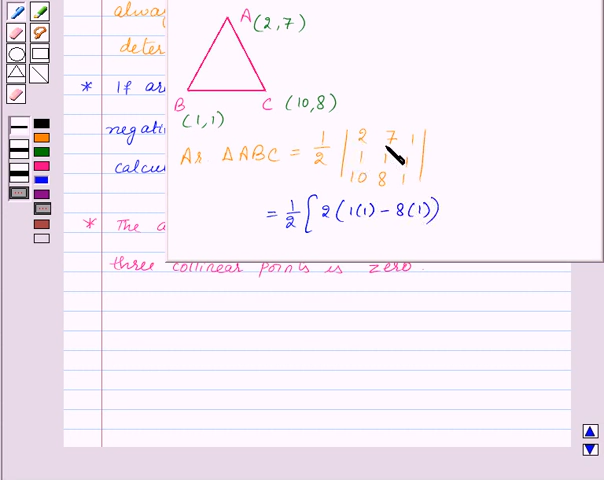 alwa
deter
* If ar
negati
calcu
* The a
three collinear points is zero.
A (2,7)
B
C (10,8)
(1,1)
Ar ΔABC = 1/2 | 2 7 1
1 1 1
10 8 1 |
= 1/2 [ 2 ( 1(1) - 8(1) )